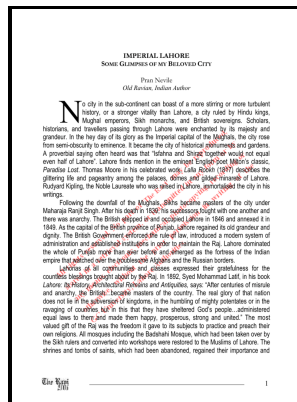 IMPERIAL LAHORE
SOME GLIMPSES OF MY BELOVED CITY
Pran Nevile
Old Ravian, Indian Author
No city in the sub-continent can boast of a more stirring or more turbulent
history, or a stronger vitality than Lahore, a city ruled by Hindu kings,
Mughal emperors, Sikh monarchs, and British sovereigns. Scholars,
historians, and travellers passing through Lahore were enchanted by its majesty and
grandeur. In the hey day of its glory as the Imperial capital of the Mughals, the city rose
from semi-obscurity to eminence. It became the city of historical monuments and gardens.
A proverbial saying often heard was that "Isfahna and Shiraz together would not equal
even half of Lahore". Lahore finds mention in the eminent English poet Milton's classic,
Paradise Lost. Thomas Moore in his celebrated work, Lalla Rookh (1817) describes the
glittering life and pageantry among the palaces, domes and gilded minarets of Lahore.
Rudyard Kipling, the Noble Laureate who was raised in Lahore, immortalised the city in his
writings.
Following the downfall of the Mughals, Sikhs became masters of the city under
Maharaja Ranjit Singh. After his death in 1839, his successors fought with one another and
there was anarchy. The British stepped in and occupied Lahore in 1846 and annexed it in
1849. As the capital of the British province of Punjab, Lahore regained its old grandeur and
dignity. The British Government enforced the rule of law, introduced a modern system of
administration and established institutions in order to maintain the Raj. Lahore dominated
the whole of Punjab more than ever before and emerged as the fortress of the Indian
empire that watched over the troublesome Afghans and the Russian borders.
Lahorias of all communities and classes expressed their gratefulness for the
countless blessings brought about by the Raj. In 1892, Syed Mohammad Latif, in his book
Lahore: Its History, Architectural Remains and Antiquities, says: "After centuries of misrule
and anarchy, the British...became masters of the country. The real glory of that nation
does not lie in the subversion of kingdoms, in the humbling of mighty potentates or in the
ravaging of countries but in this that they have sheltered God's people...administered
equal laws to them and made them happy, prosperous, strong and united." The most
valued gift of the Raj was the freedom it gave to its subjects to practice and preach their
own religions. All mosques including the Badshahi Mosque, which had been taken over by
the Sikh rulers and converted into workshops were restored to the Muslims of Lahore. The
shrines and tombs of saints, which had been abandoned, regained their importance and
The Ravi
1